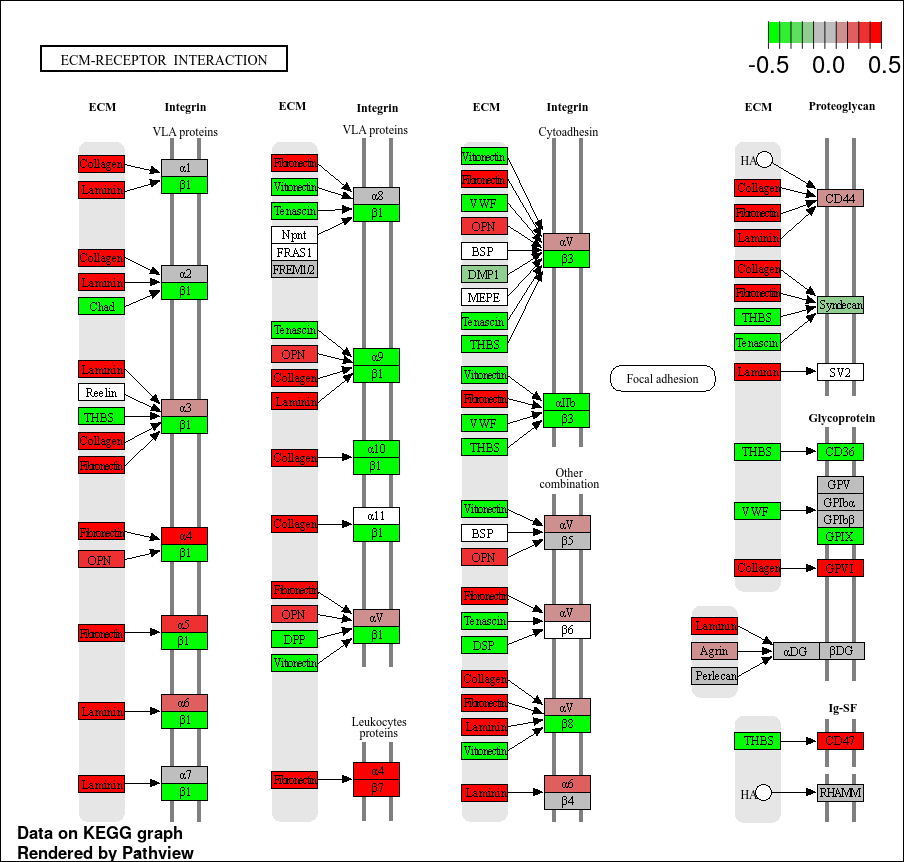 -0.5 0.0 0.5
ECM-RECEPTOR INTERACTION
ECM Integrin
VLA proteins
Collagen α1
Laminin β1
Collagen α2
Laminin β1
Chad
Laminin
Reelin α3
THBS β1
Collagen
Fibronectin
Fibronectin α4
OPN β1
α5
Fibronectin β1
α6
Laminin β1
α7
Laminin β1
ECM Integrin
VLA proteins
Fibronectin
Vitronectin α8
Tenascin β1
Npnt
FRAS1
FREM1/2
Tenascin
OPN α9
Collagen β1
Laminin
α10
Collagen β1
α11
Collagen β1
Fibronectin
OPN αV
DPP β1
Vitronectin
Leukocytes
proteins
α4
Fibronectin β7
ECM Integrin
Cytoadhesin
Vitronectin
Fibronectin
VWF
OPN αV
BSP β3
DMP1
MEPE
Tenascin
THBS
Vitronectin
Fibronectin αIIb
VWF β3
THBS
Other
combination
Vitronectin αV
BSP β5
OPN
Fibronectin αV
Tenascin β6
DSP
Collagen
Fibronectin αV
Laminin β8
Vitronectin
α6
Laminin β4
Focal adhesion
ECM Proteoglycan
HA
Collagen CD44
Fibronectin
Laminin
Collagen
Fibronectin Syndecan
THBS
Tenascin
Laminin SV2
Glycoprotein
THBS CD36
GPV
GPIbα
VWF GPIbβ
GPIX
Collagen GPVI
Laminin
Agrin αDG βDG
Perlecan
Ig-SF
THBS CD47
HA RHAMM
Data on KEGG graph
Rendered by Pathview